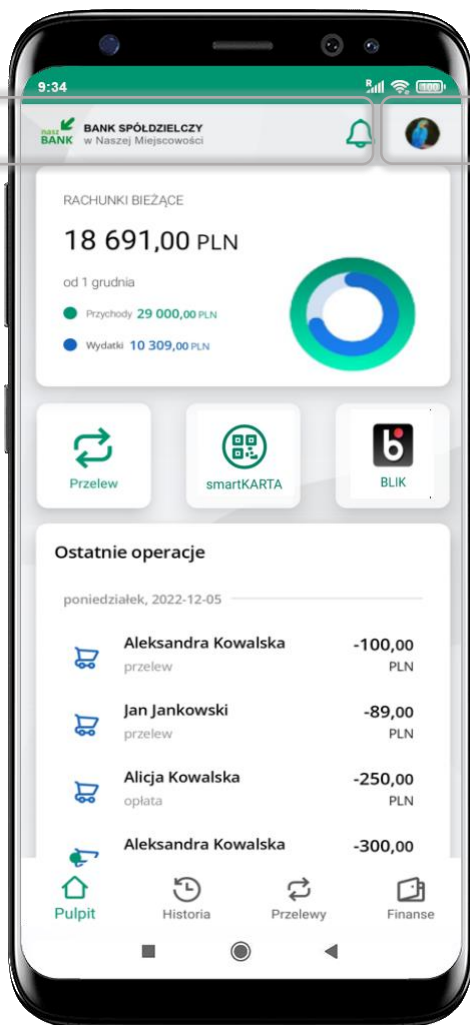 9:34
R
100
nasz
BANK
BANK SPÓŁDZIELCZY
w Naszej Miejscowości
RACHUNKI BIEŻĄCE
18 691,00 PLN
od 1 grudnia
Przychody 29 000,00 PLN
Wydatki 10 309,00 PLN
Przelew
smartKARTA
b
BLIK
Ostatnie operacje
poniedziałek, 2022-12-05
Aleksandra Kowalska -100,00
przelew PLN
Jan Jankowski -89,00
przelew PLN
Alicja Kowalska -250,00
opłata PLN
Aleksandra Kowalska -300,00
Pulpit
Historia
Przelewy
Finanse